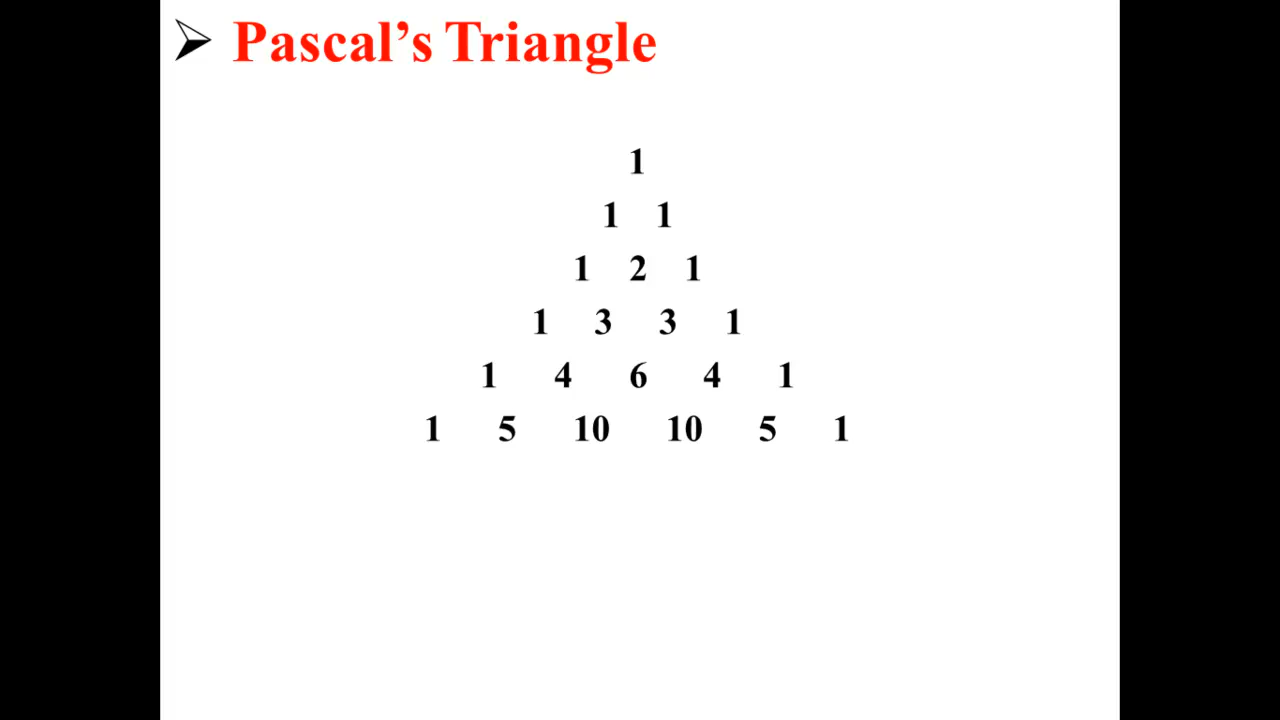 ➢ Pascal’s Triangle
1
1 1
1 2 1
1 3 3 1
1 4 6 4 1
1 5 10 10 5 1